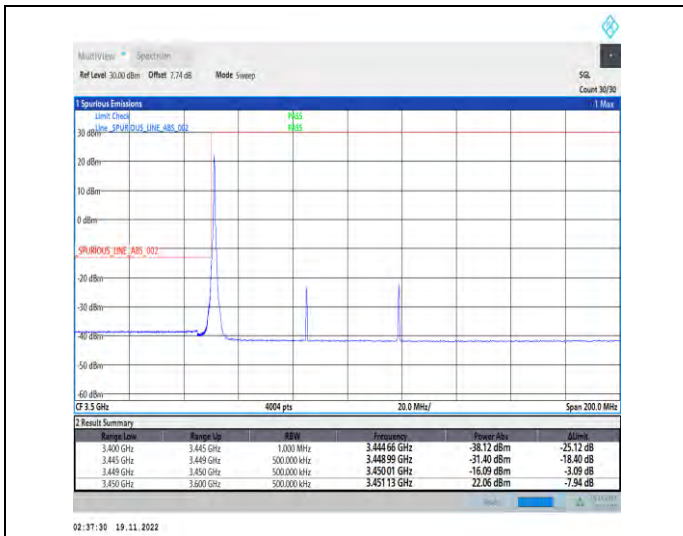 MultiView Spectrum
Ref Level 30.00 dBm Offset 7.74 dB Mode Sweep SGL
Count 30/30
1 Spurious Emissions 1 Max
Limit Check PASS
Line _SPURIOUS_LINE_ABS_002 PASS
30 dBm
20 dBm
10 dBm
0 dBm
_SPURIOUS_LINE_ABS_002
-20 dBm
-30 dBm
-40 dBm
-50 dBm
-60 dBm
CF 3.5 GHz 4004 pts 20.0 MHz/ Span 200.0 MHz
2 Result Summary
Range Low Range Up RBW Frequency Power Abs ΔLimit
3.400 GHz 3.445 GHz 1.000 MHz 3.444 66 GHz -38.12 dBm -25.12 dB
3.445 GHz 3.449 GHz 500.000 kHz 3.448 99 GHz -31.40 dBm -18.40 dB
3.449 GHz 3.450 GHz 500.000 kHz 3.450 01 GHz -16.09 dBm -3.09 dB
3.450 GHz 3.600 GHz 500.000 kHz 3.451 13 GHz 22.06 dBm -7.94 dB
02:37:30 19.11.2022